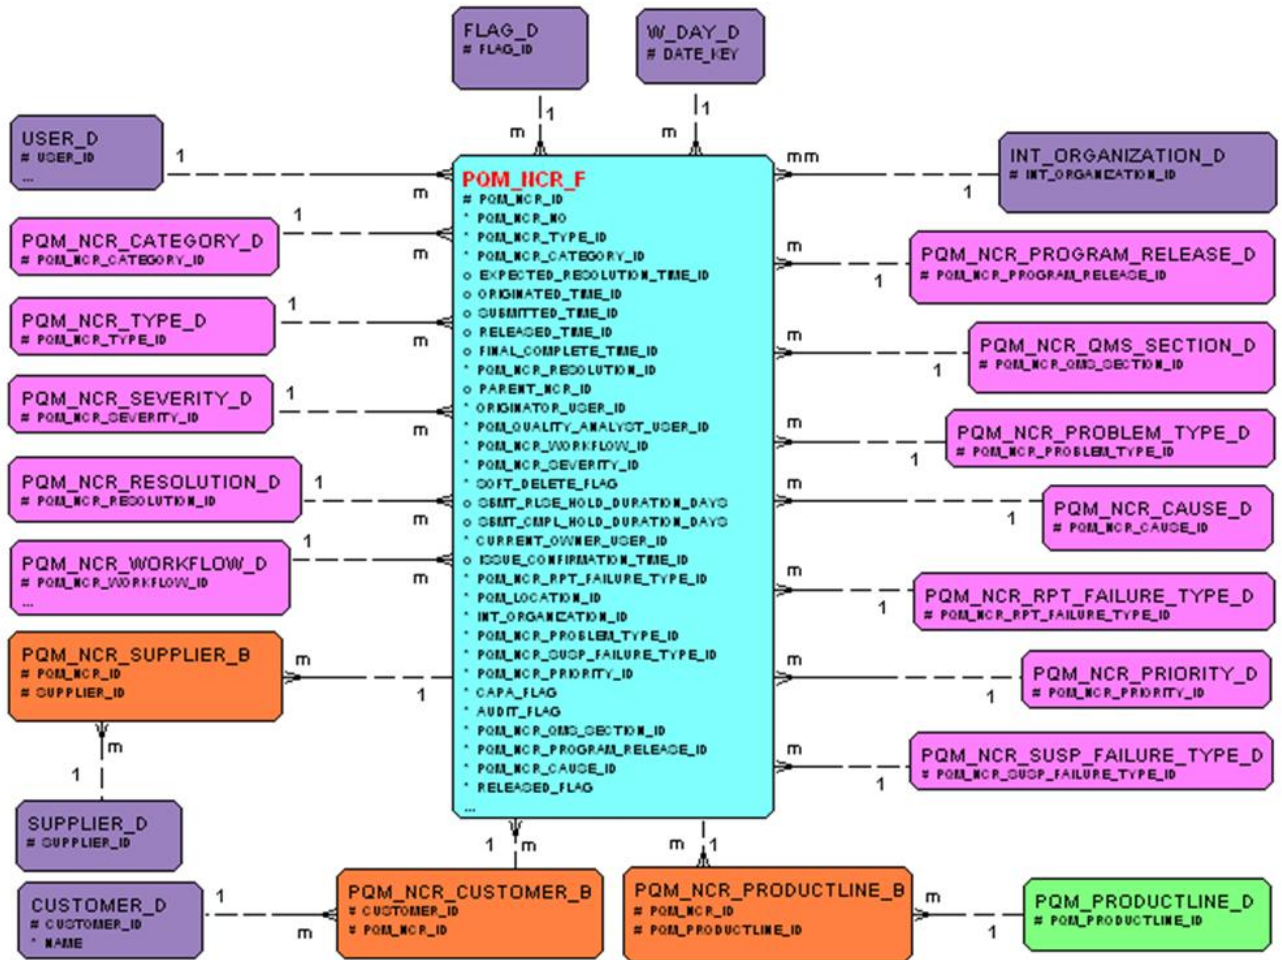 FLAG_D
# FLAG_ID
W_DAY_D
# DATE_KEY
1
m
1
m
USER_D
# USER_ID
...
1
m
PQM_NCR_CATEGORY_D
# PQM_NCR_CATEGORY_ID
1
m
PQM_NCR_TYPE_D
# PQM_NCR_TYPE_ID
1
m
PQM_NCR_SEVERITY_D
# PQM_NCR_SEVERITY_ID
1
m
PQM_NCR_RESOLUTION_D
# PQM_NCR_RESOLUTION_ID
1
m
PQM_NCR_WORKFLOW_D
# PQM_NCR_WORKFLOW_ID
...
1
m
PQM_NCR_SUPPLIER_B
# PQM_NCR_ID
# SUPPLIER_ID
m
1
m
1
SUPPLIER_D
# SUPPLIER_ID
CUSTOMER_D
# CUSTOMER_ID
* NAME
1
m
PQM_NCR_F
# PQM_NCR_ID
* PQM_NCR_NO
* PQM_NCR_TYPE_ID
* PQM_NCR_CATEGORY_ID
o EXPECTED_RESOLUTION_TIME_ID
o ORIGINATED_TIME_ID
o SUBMITTED_TIME_ID
o RELEASED_TIME_ID
o FINAL_COMPLETE_TIME_ID
* PQM_NCR_RESOLUTION_ID
o PARENT_NCR_ID
* ORIGINATOR_USER_ID
* PQM_QUALITY_ANALYST_USER_ID
* PQM_NCR_WORKFLOW_ID
* PQM_NCR_SEVERITY_ID
* SOFT_DELETE_FLAG
o SBMT_RLSE_HOLD_DURATION_DAYS
o SBMT_CMPL_HOLD_DURATION_DAYS
* CURRENT_OWNER_USER_ID
o ISSUE_CONFIRMATION_TIME_ID
* PQM_NCR_RPT_FAILURE_TYPE_ID
* PQM_LOCATION_ID
* INT_ORGANIZATION_ID
* PQM_NCR_PROBLEM_TYPE_ID
* PQM_NCR_SUSP_FAILURE_TYPE_ID
* PQM_NCR_PRIORITY_ID
* CAPA_FLAG
* AUDIT_FLAG
* PQM_NCR_QMS_SECTION_ID
* PQM_NCR_PROGRAM_RELEASE_ID
* PQM_NCR_CAUSE_ID
* RELEASED_FLAG
...
1
m
m
1
PQM_NCR_CUSTOMER_B
# CUSTOMER_ID
# PQM_NCR_ID
PQM_NCR_PRODUCTLINE_B
# PQM_NCR_ID
# PQM_PRODUCTLINE_ID
mm
1
INT_ORGANIZATION_D
# INT_ORGANIZATION_ID
m
1
PQM_NCR_PROGRAM_RELEASE_D
# PQM_NCR_PROGRAM_RELEASE_ID
m
1
PQM_NCR_QMS_SECTION_D
# PQM_NCR_QMS_SECTION_ID
m
1
PQM_NCR_PROBLEM_TYPE_D
# PQM_NCR_PROBLEM_TYPE_ID
m
1
PQM_NCR_CAUSE_D
# PQM_NCR_CAUSE_ID
m
1
PQM_NCR_RPT_FAILURE_TYPE_D
# PQM_NCR_RPT_FAILURE_TYPE_ID
m
1
PQM_NCR_PRIORITY_D
# PQM_NCR_PRIORITY_ID
m
1
PQM_NCR_SUSP_FAILURE_TYPE_D
# PQM_NCR_SUSP_FAILURE_TYPE_ID
m
1
PQM_PRODUCTLINE_D
# PQM_PRODUCTLINE_ID